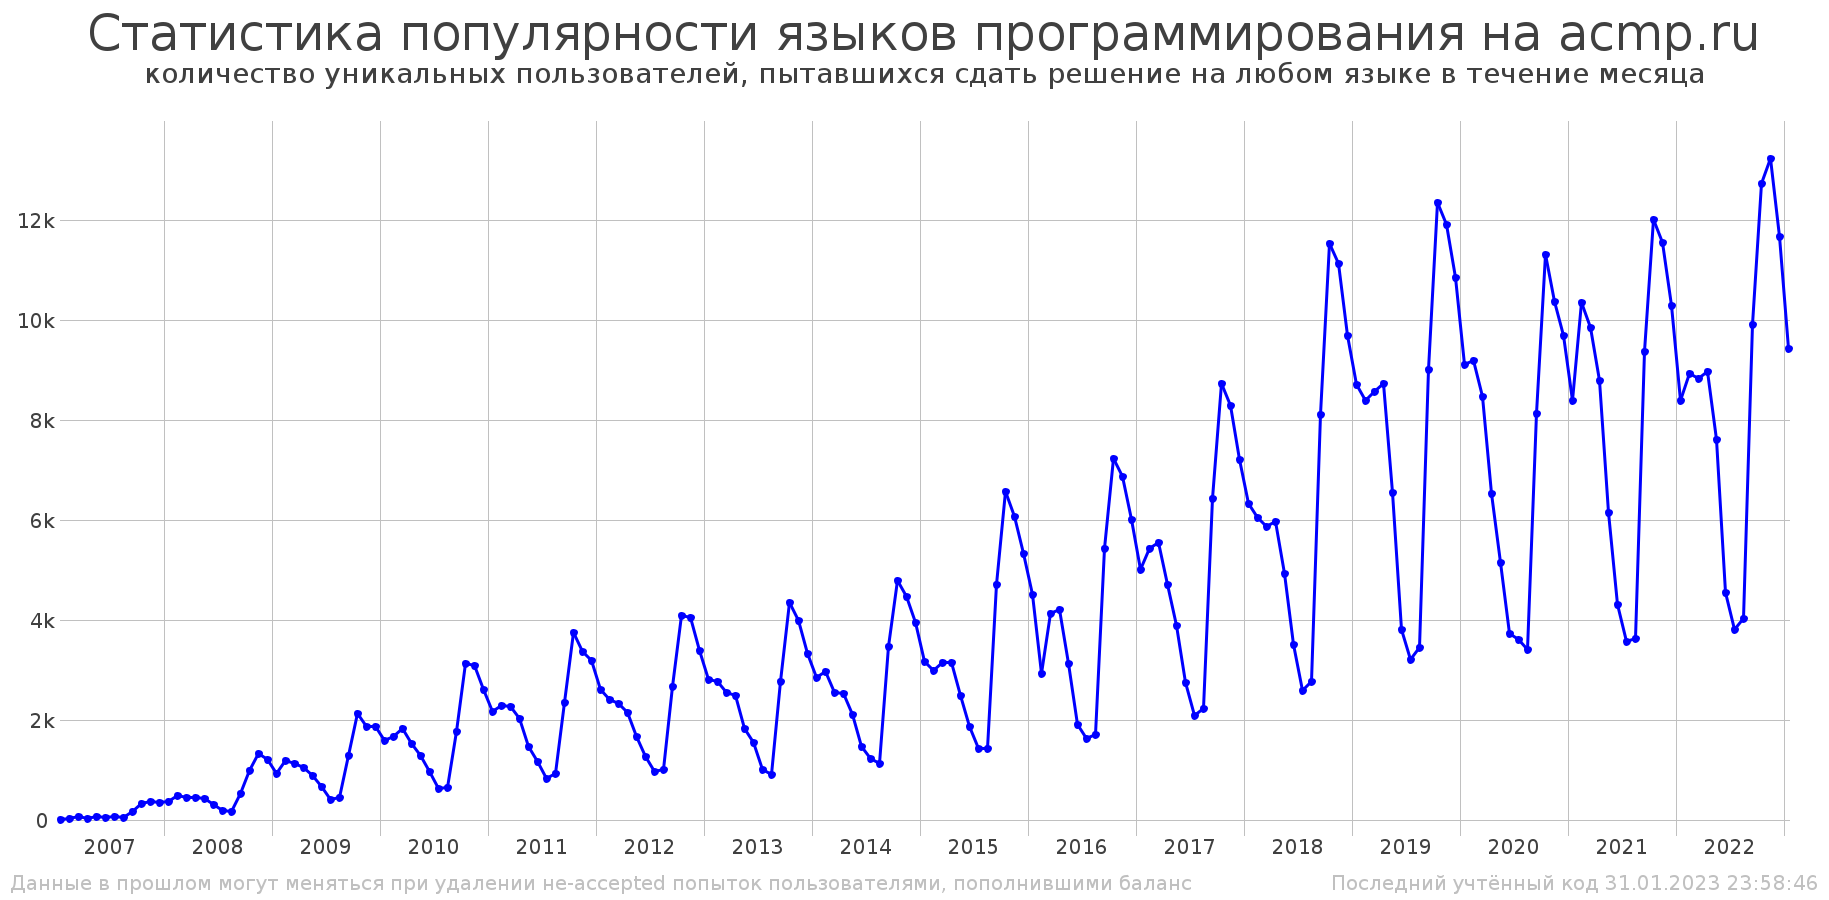 Статистика популярности языков программирования на acmp.ru
количество уникальных пользователей, пытавшихся сдать решение на любом языке в течение месяца
12k
10k
8k
6k
4k
2k
0
2007 2008 2009 2010 2011 2012 2013 2014 2015 2016 2017 2018 2019 2020 2021 2022
Данные в прошлом могут меняться при удалении не-accepted попыток пользователями, пополнившими баланс
Последний учтённый код 31.01.2023 23:58:46